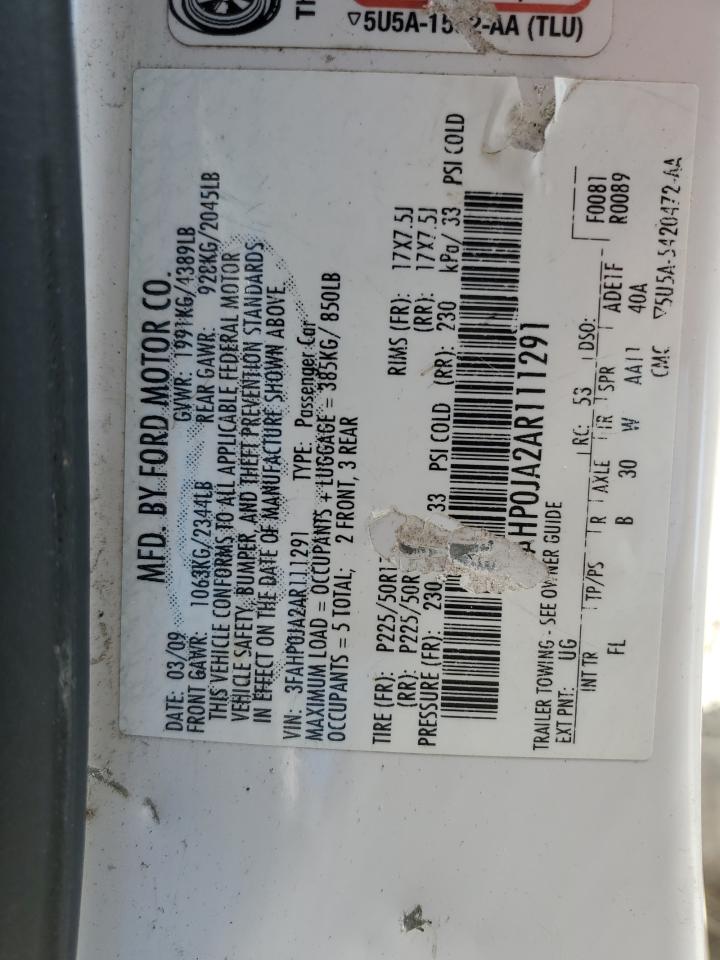 TH
▽5U5A-15 2-AA (TLU)
MFD. BY FORD MOTOR CO.
DATE: 03/09 GVWR: 1991KG/4389LB
FRONT GAWR: 1063KG/2344LB REAR GAWR: 928KG/2045LB
THIS VEHICLE CONFORMS TO ALL APPLICABLE FEDERAL MOTOR
VEHICLE SAFETY, BUMPER, AND THEFT PREVENTION STANDARDS
IN EFFECT ON THE DATE OF MANUFACTURE SHOWN ABOVE.
VIN: 3FAHP0JA2AR111291 TYPE: Passenger Car
MAXIMUM LOAD = OCCUPANTS + LUGGAGE = 385KG/ 850LB
OCCUPANTS = 5 TOTAL; 2 FRONT, 3 REAR
TIRE (FR): P225/50R1 RIMS (FR): 17X7.5J
(RR): P225/50R (RR): 17X7.5J
PRESSURE (FR): 230 33 PSI COLD (RR): 230 kPa/ 33 PSI COLD
AHP0JA2AR111291
TRAILER TOWING - SEE OWNER GUIDE
EXT PNT: UG RC: 53 DSO: F0081
INT TR TP/PS R AXLE TR SPR ADE1F R0089
FL B 30 W AA11 40A
CMC ▽5U5A-5420472-AA